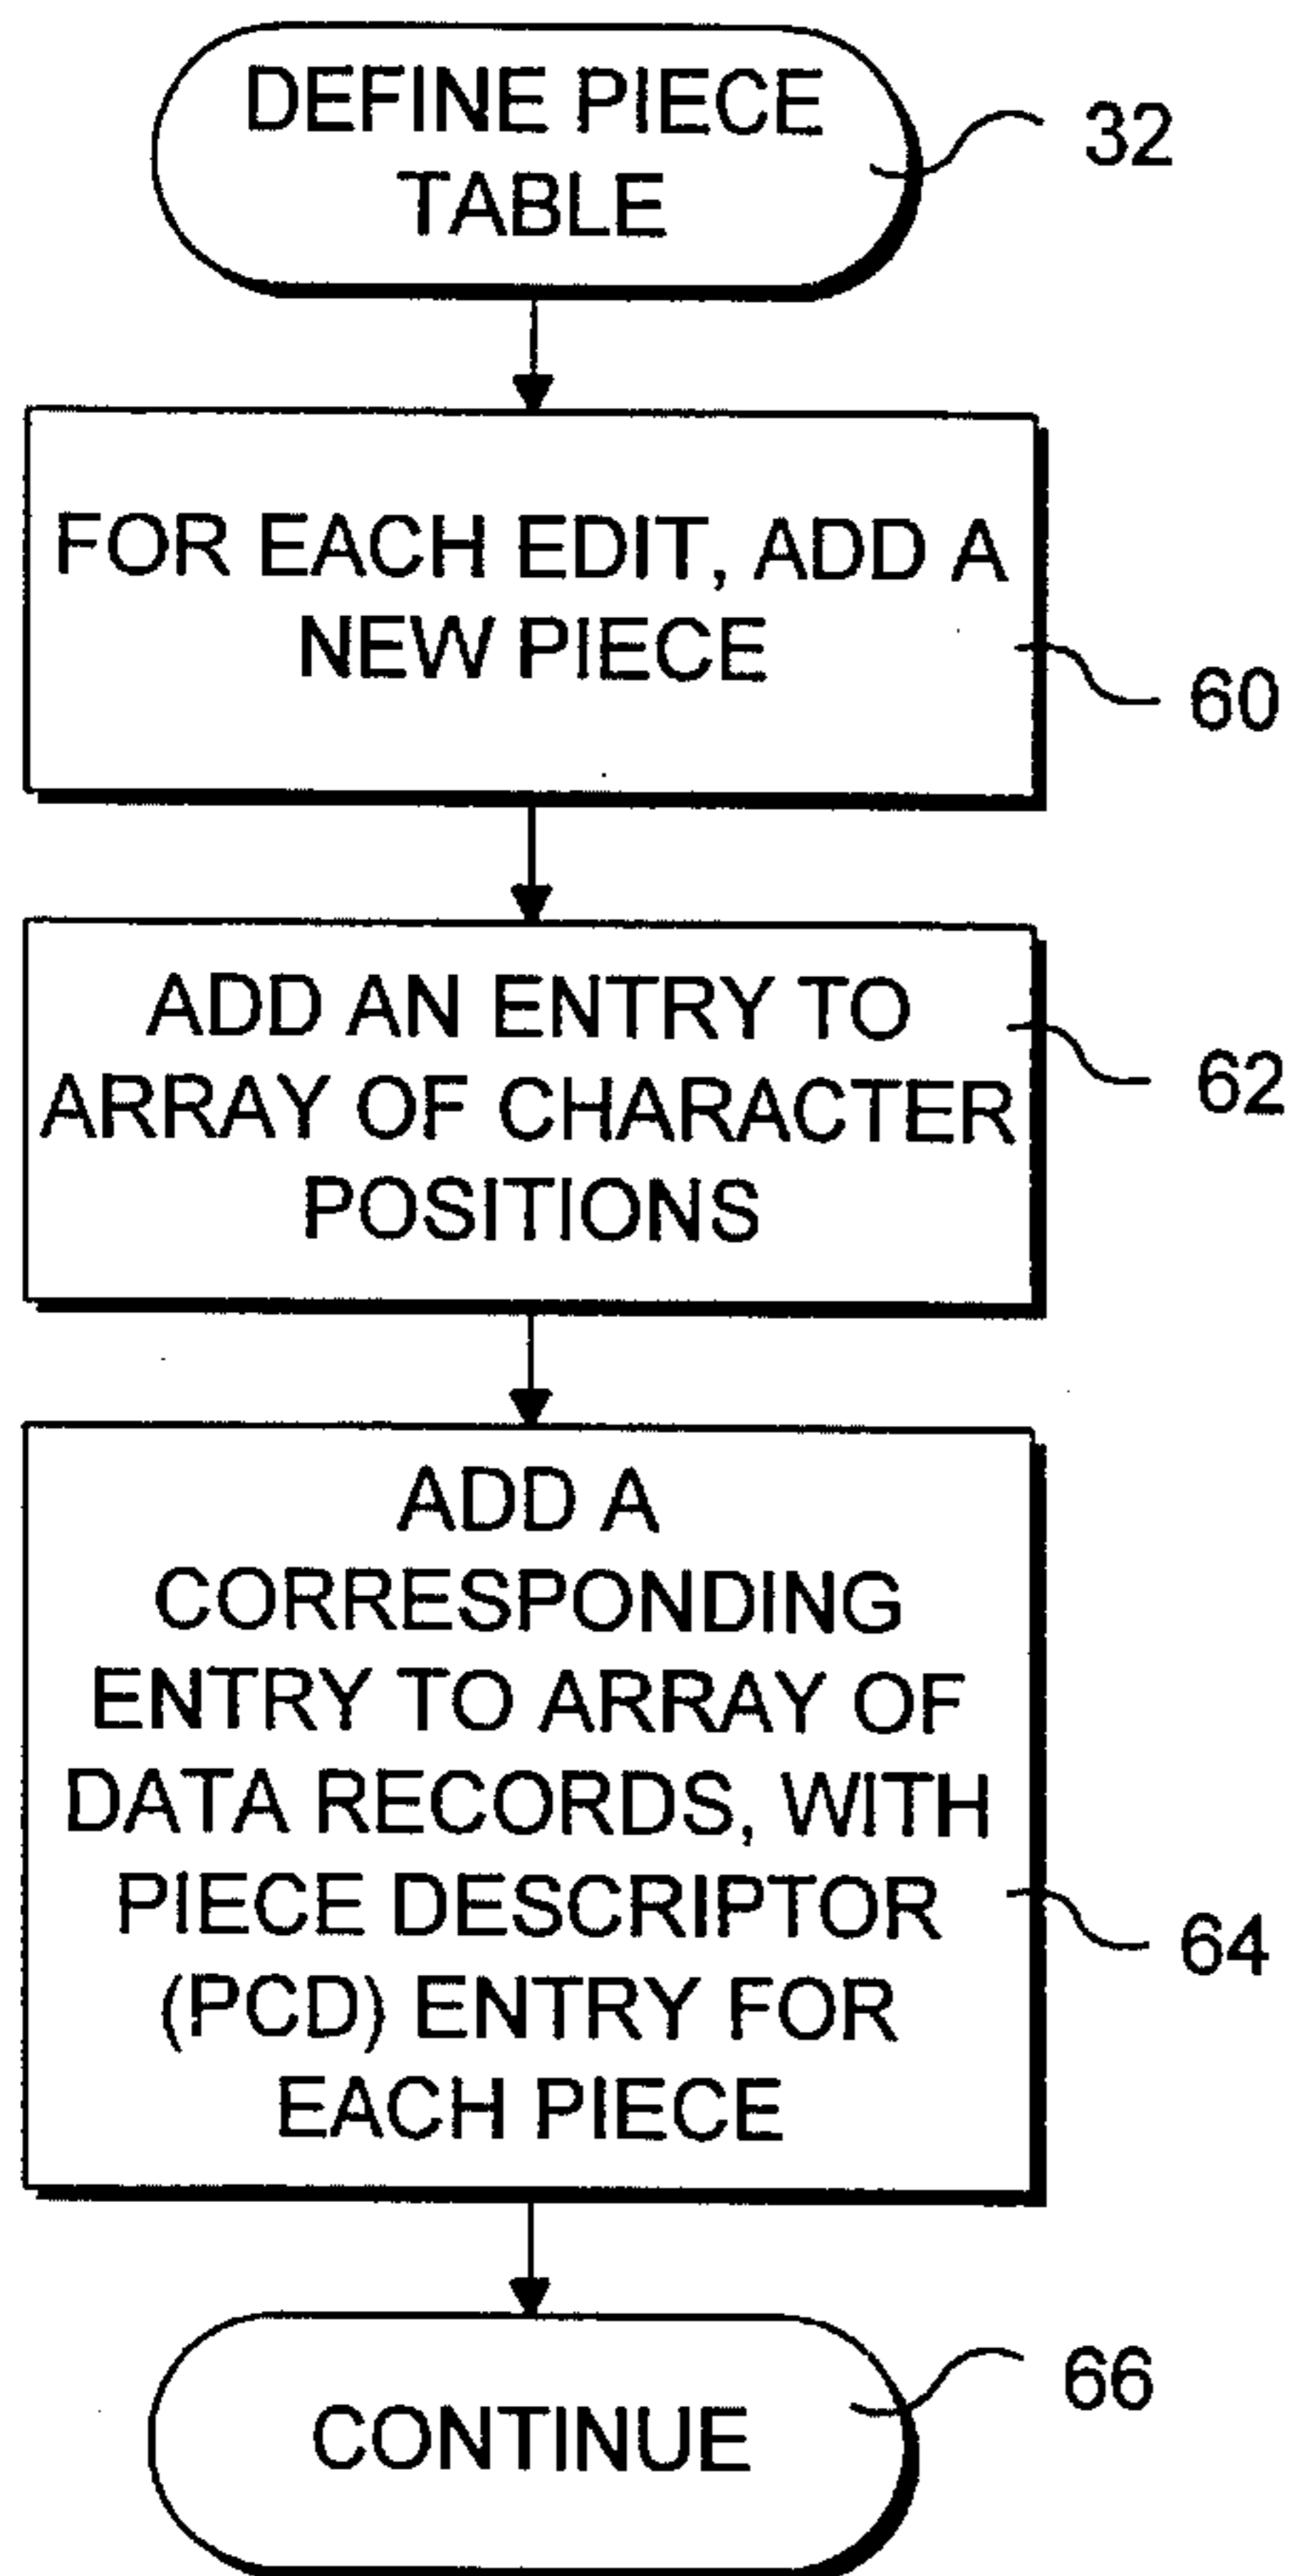 DEFINE PIECE
TABLE
32
FOR EACH EDIT, ADD A
NEW PIECE
60
ADD AN ENTRY TO
ARRAY OF CHARACTER
POSITIONS
62
ADD A
CORRESPONDING
ENTRY TO ARRAY OF
DATA RECORDS, WITH
PIECE DESCRIPTOR
(PCD) ENTRY FOR
EACH PIECE
64
CONTINUE
66